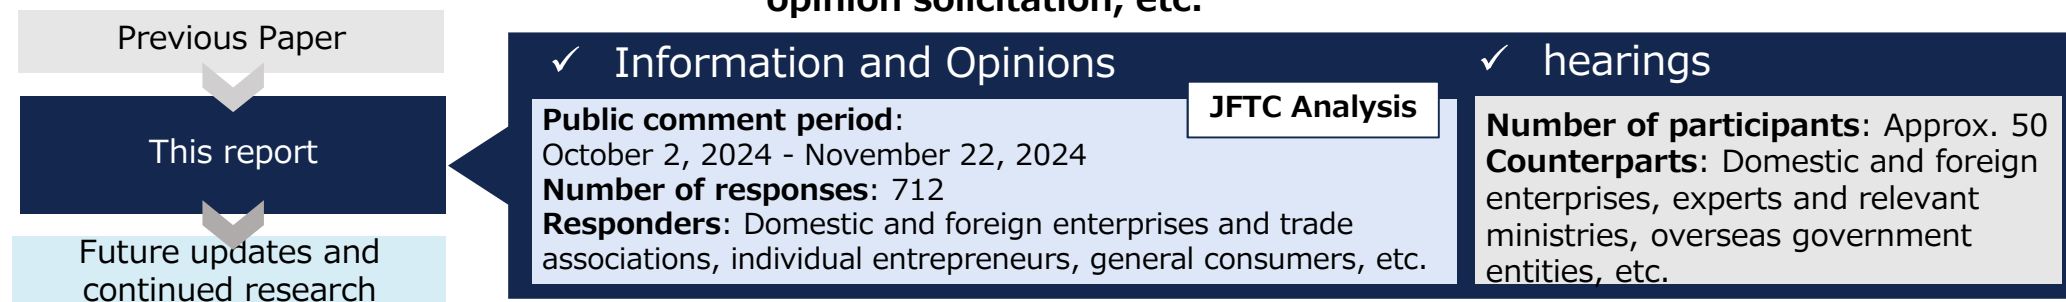 opinion solicitation, etc.
Previous Paper
This report
Future updates and
continued research
✓ Information and Opinions
JFTC Analysis
Public comment period:
October 2, 2024 - November 22, 2024
Number of responses: 712
Responders: Domestic and foreign enterprises and trade
associations, individual entrepreneurs, general consumers, etc.
✓ hearings
Number of participants: Approx. 50
Counterparts: Domestic and foreign
enterprises, experts and relevant
ministries, overseas government
entities, etc.